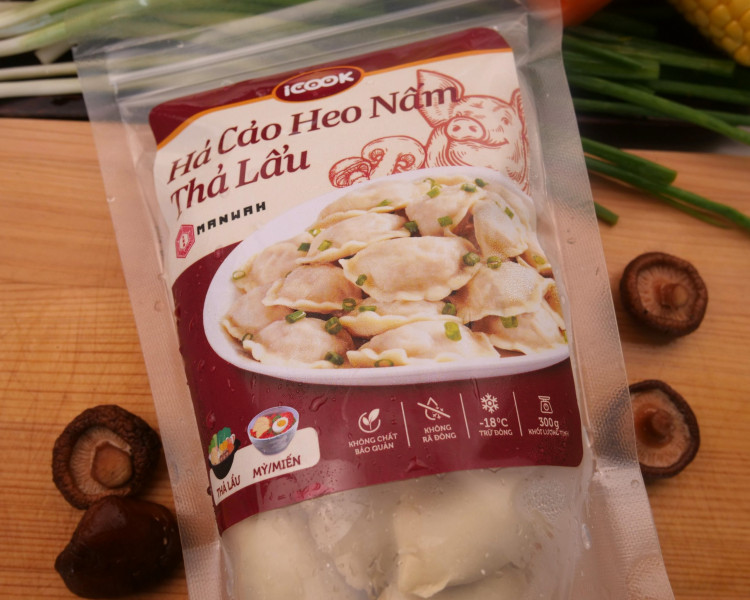 ICOOK
Há Cảo Heo Nấm
Thả Lẩu
MANWAH
THẢ LẨU
MỲ/MIẾN
KHÔNG CHẤT
BẢO QUẢN
KHÔNG
RÃ ĐÔNG
-18°C
TRỮ ĐÔNG
300g
KHỐI LƯỢNG TỊNH